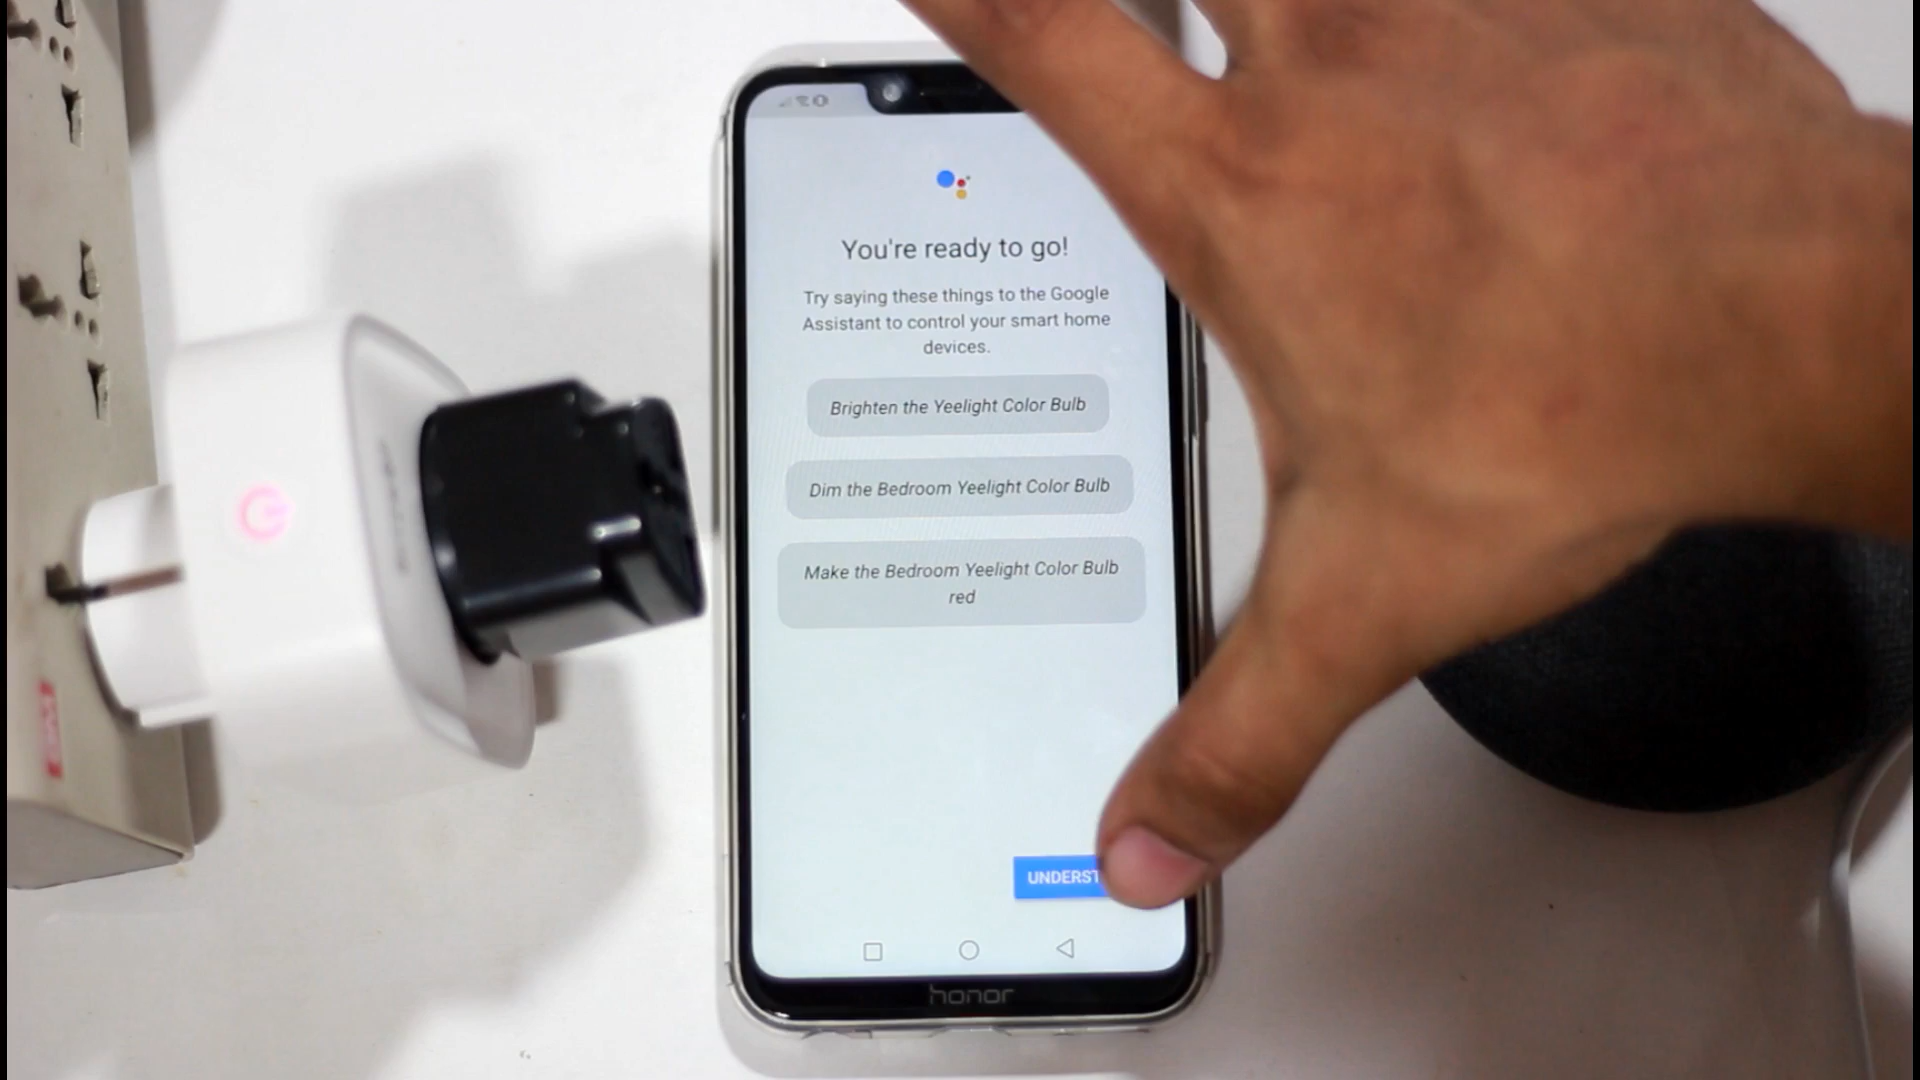 You're ready to go!
Try saying these things to the Google
Assistant to control your smart home
devices.
Brighten the Yeelight Color Bulb
Dim the Bedroom Yeelight Color Bulb
Make the Bedroom Yeelight Color Bulb
red
UNDERST
honor